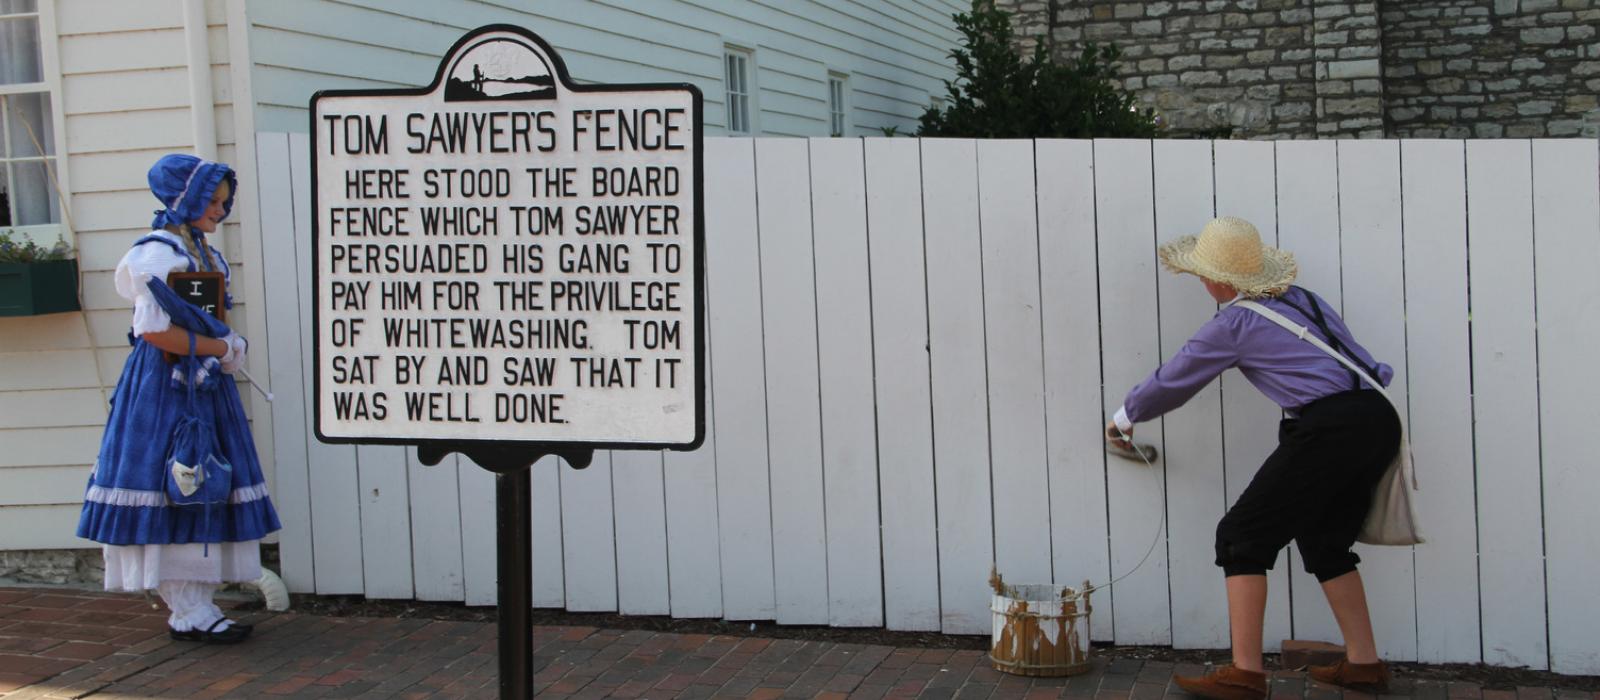 TOM SAWYER'S FENCE
HERE STOOD THE BOARD
FENCE WHICH TOM SAWYER
PERSUADED HIS GANG TO
PAY HIM FOR THE PRIVILEGE
OF WHITEWASHING. TOM
SAT BY AND SAW THAT IT
WAS WELL DONE.
I